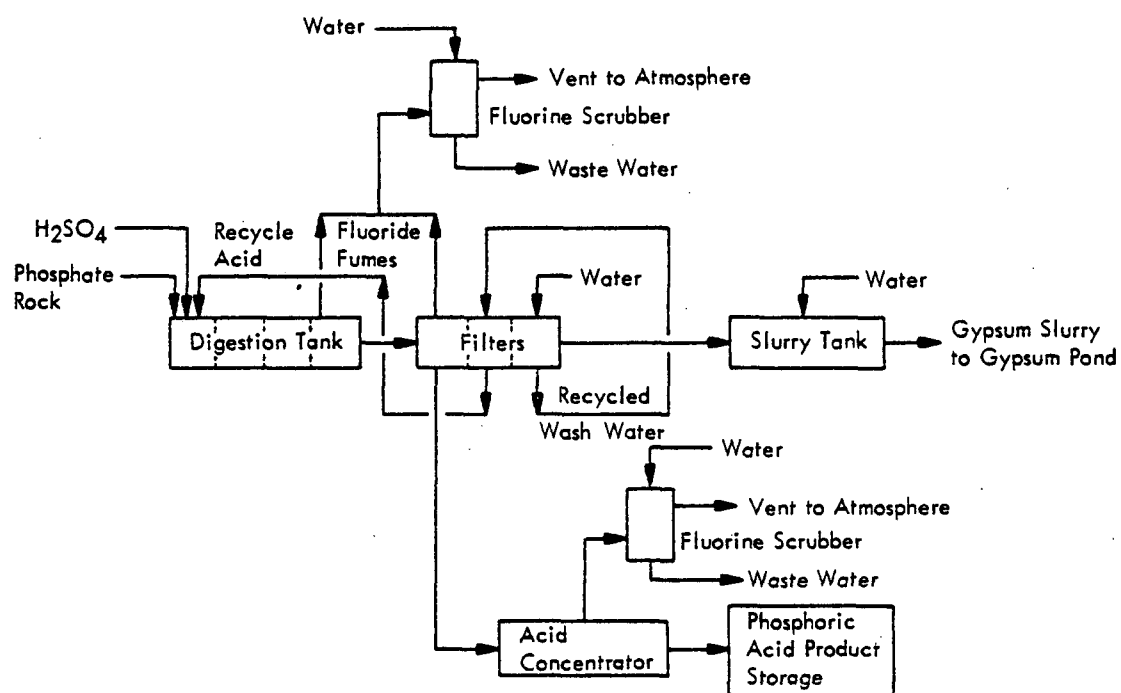 Water
Vent to Atmosphere
Fluorine Scrubber
Waste Water
H2SO4
Recycle
Acid
Fluoride
Fumes
Phosphate
Rock
Water
Water
Digestion Tank
Filters
Slurry Tank
Gypsum Slurry
to Gypsum Pond
Recycled
Wash Water
Water
Vent to Atmosphere
Fluorine Scrubber
Waste Water
Acid
Concentrator
Phosphoric
Acid Product
Storage